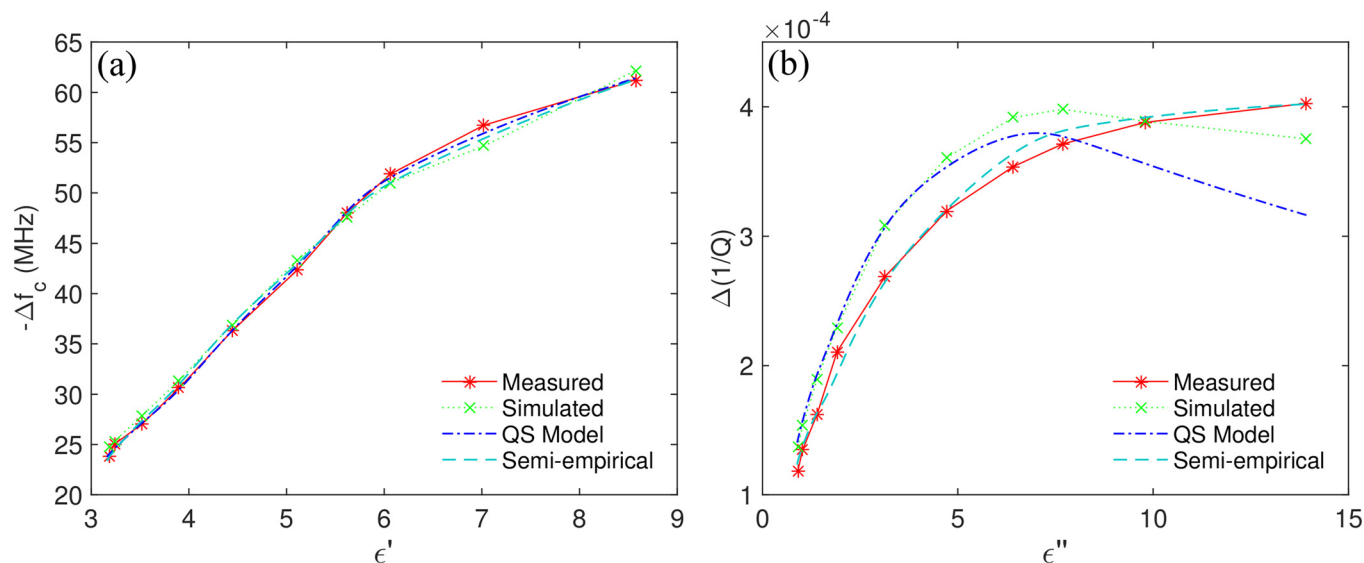 (a)
65
60
55
50
45
40
35
30
25
20
-Δf_c (MHz)
3 4 5 6 7 8 9
ϵ'
Measured
Simulated
QS Model
Semi-empirical
×10⁻⁴
(b)
4
3
2
1
Δ(1/Q)
0 5 10 15
ϵ''
Measured
Simulated
QS Model
Semi-empirical